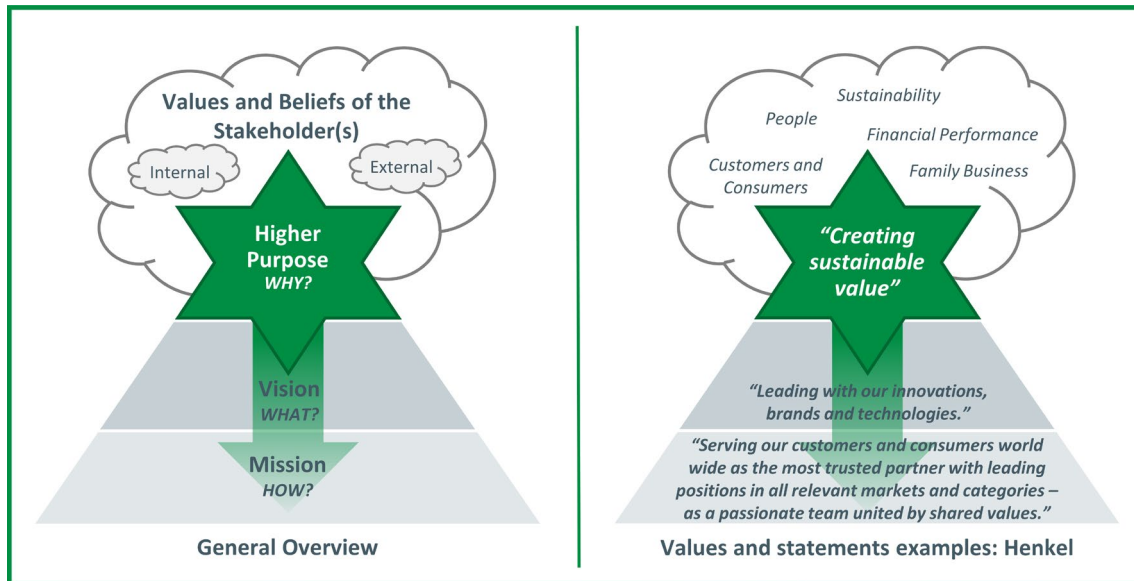 Values and Beliefs of the
Stakeholder(s)
Internal
External
Higher
Purpose
WHY?
Vision
WHAT?
Mission
HOW?
General Overview
Sustainability
People
Financial Performance
Customers and
Consumers
Family Business
“Creating
sustainable
value”
“Leading with our innovations,
brands and technologies.”
“Serving our customers and consumers world
wide as the most trusted partner with leading
positions in all relevant markets and categories –
as a passionate team united by shared values.”
Values and statements examples: Henkel